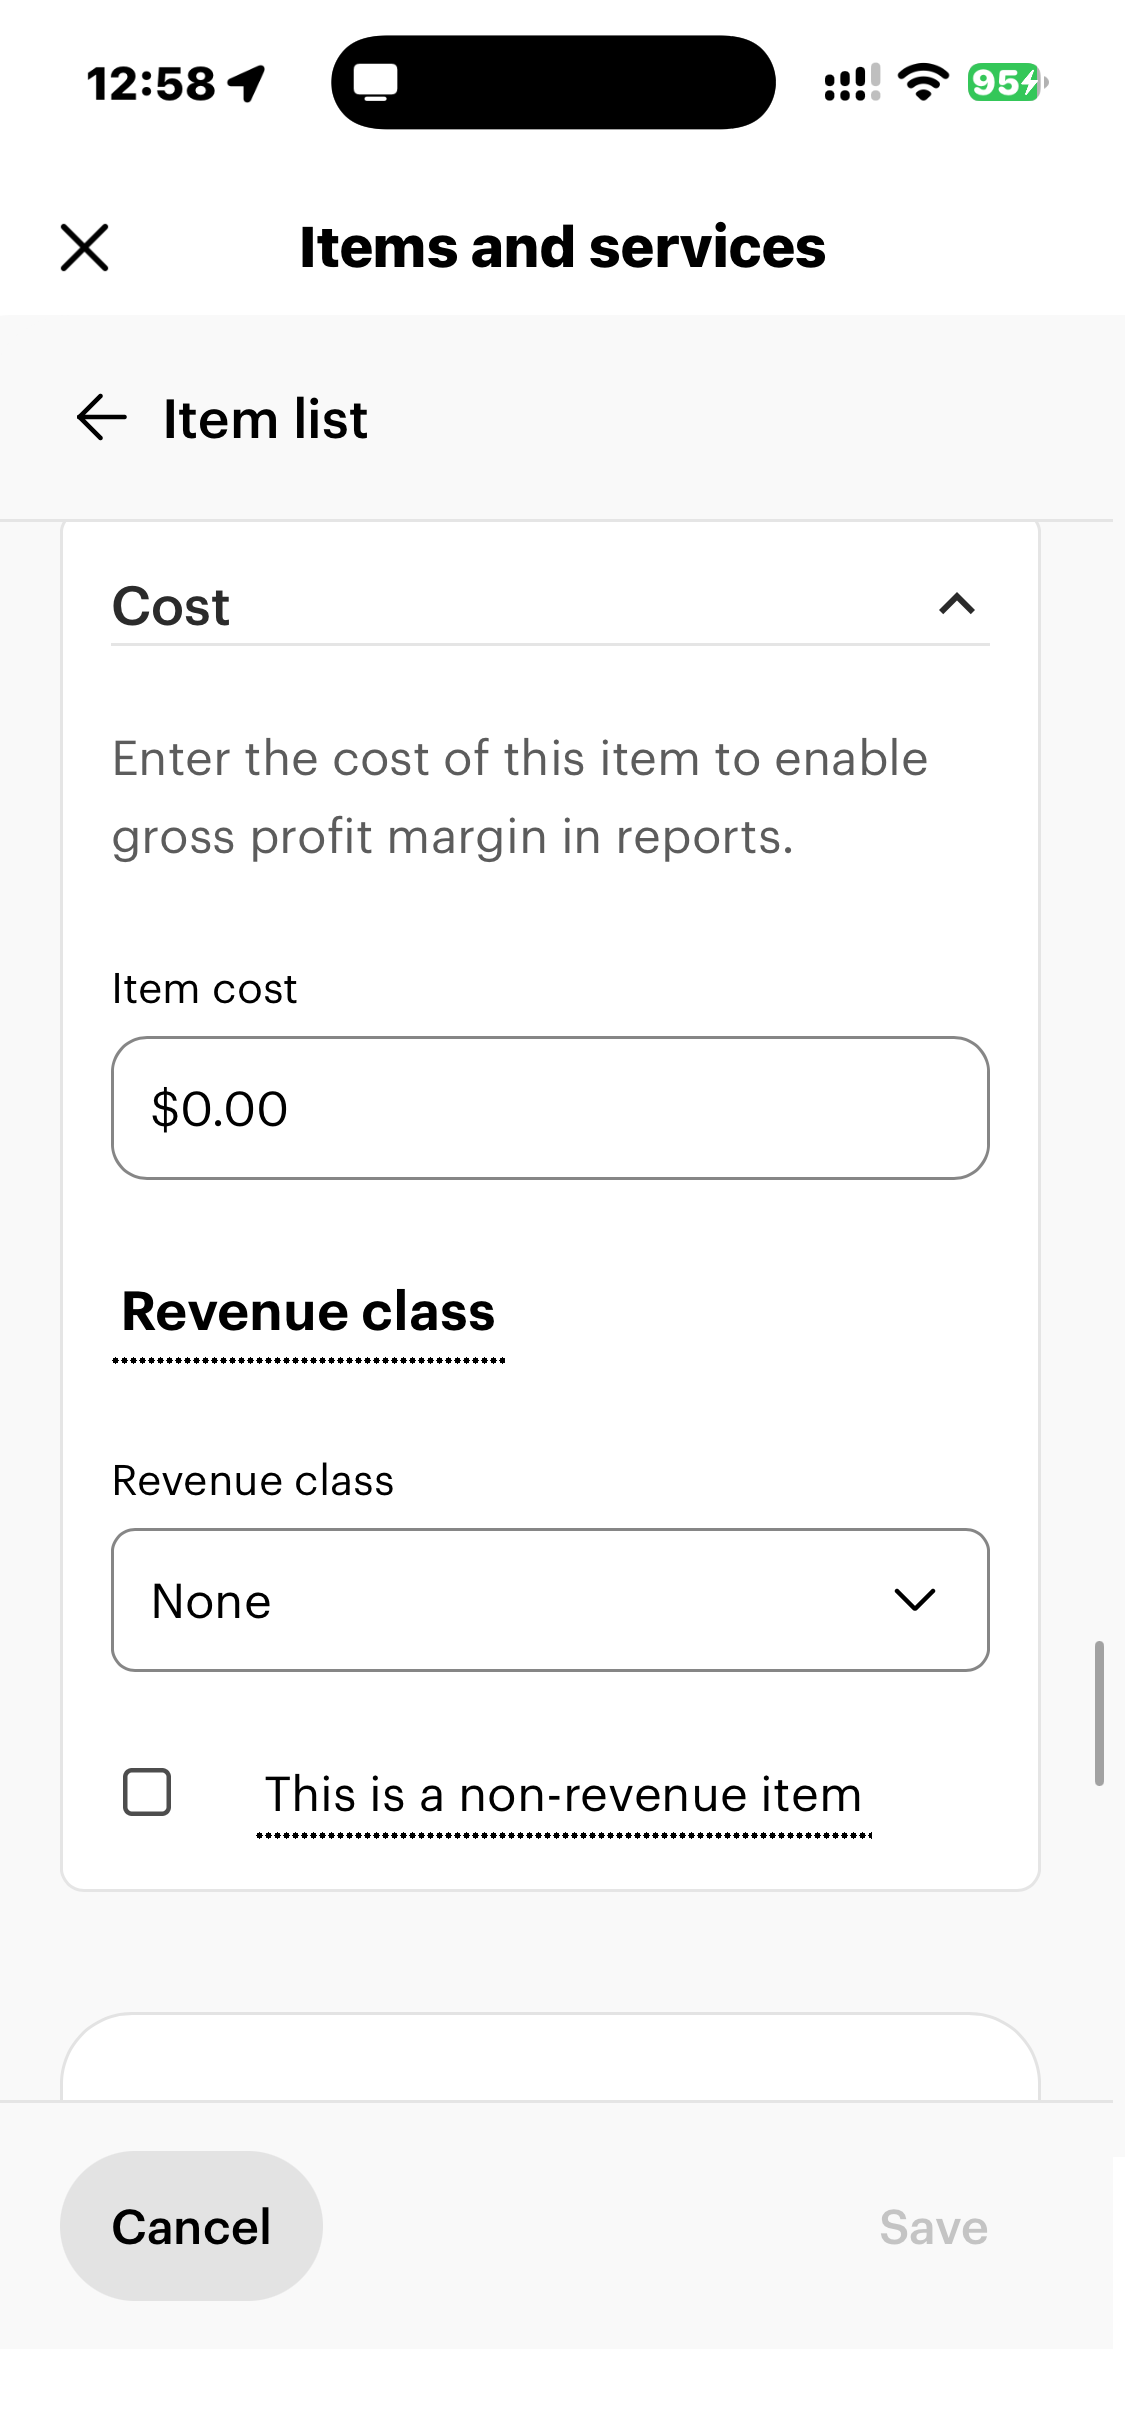 12:58
95
Items and services
Item list
Cost
Enter the cost of this item to enable
gross profit margin in reports.
Item cost
$0.00
Revenue class
Revenue class
None
This is a non-revenue item
Cancel
Save